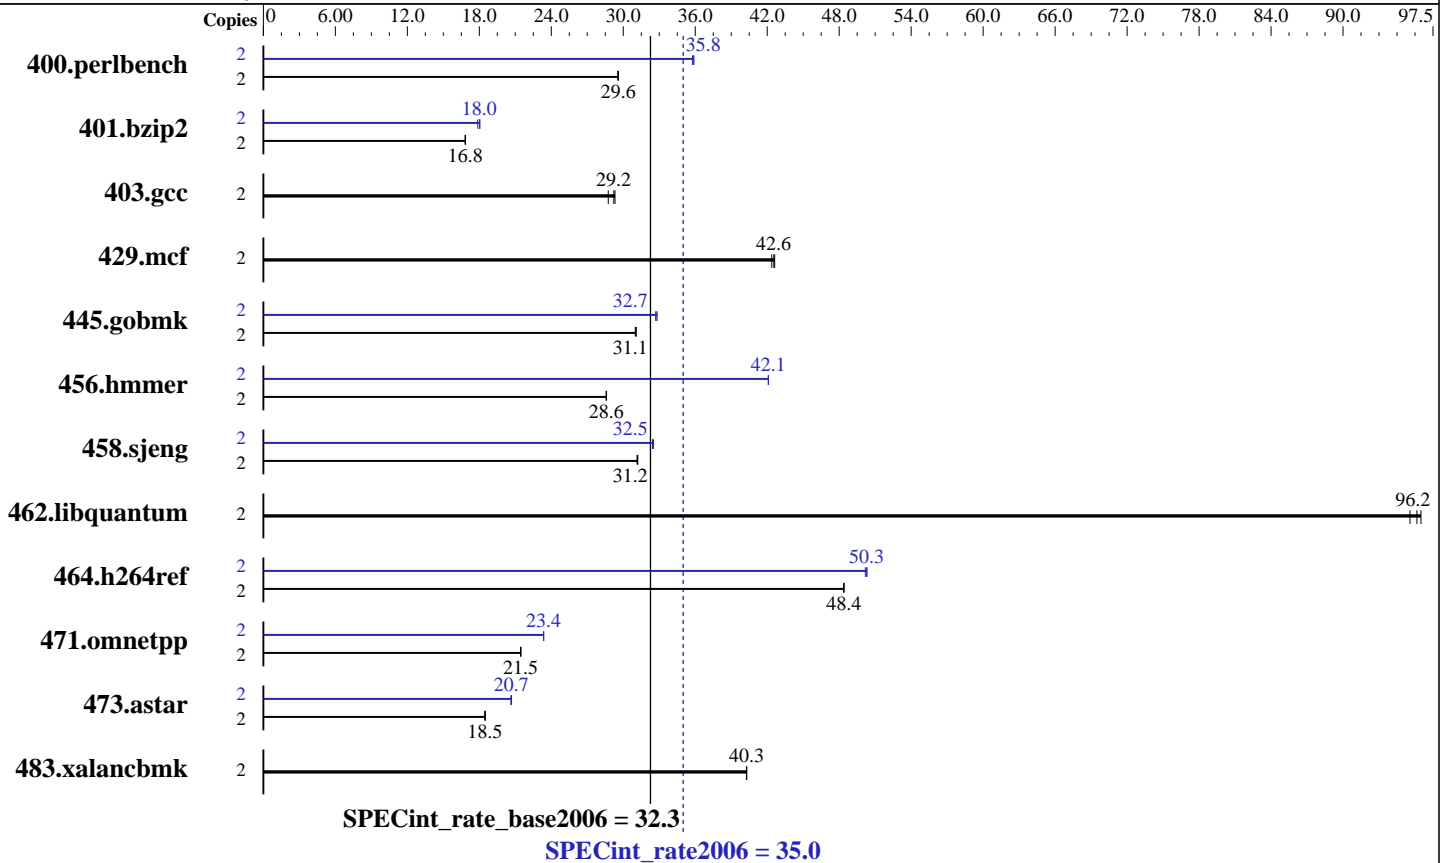 Copies 0 6.00 12.0 18.0 24.0 30.0 36.0 42.0 48.0 54.0 60.0 66.0 72.0 78.0 84.0 90.0 97.5
400.perlbench 2 35.8
2 29.6
401.bzip2 2 18.0
2 16.8
403.gcc 2 29.2
429.mcf 2 42.6
445.gobmk 2 32.7
2 31.1
456.hmmer 2 42.1
2 28.6
458.sjeng 2 32.5
2 31.2
462.libquantum 2 96.2
464.h264ref 2 50.3
2 48.4
471.omnetpp 2 23.4
2 21.5
473.astar 2 20.7
2 18.5
483.xalancbmk 2 40.3
SPECint_rate_base2006 = 32.3
SPECint_rate2006 = 35.0